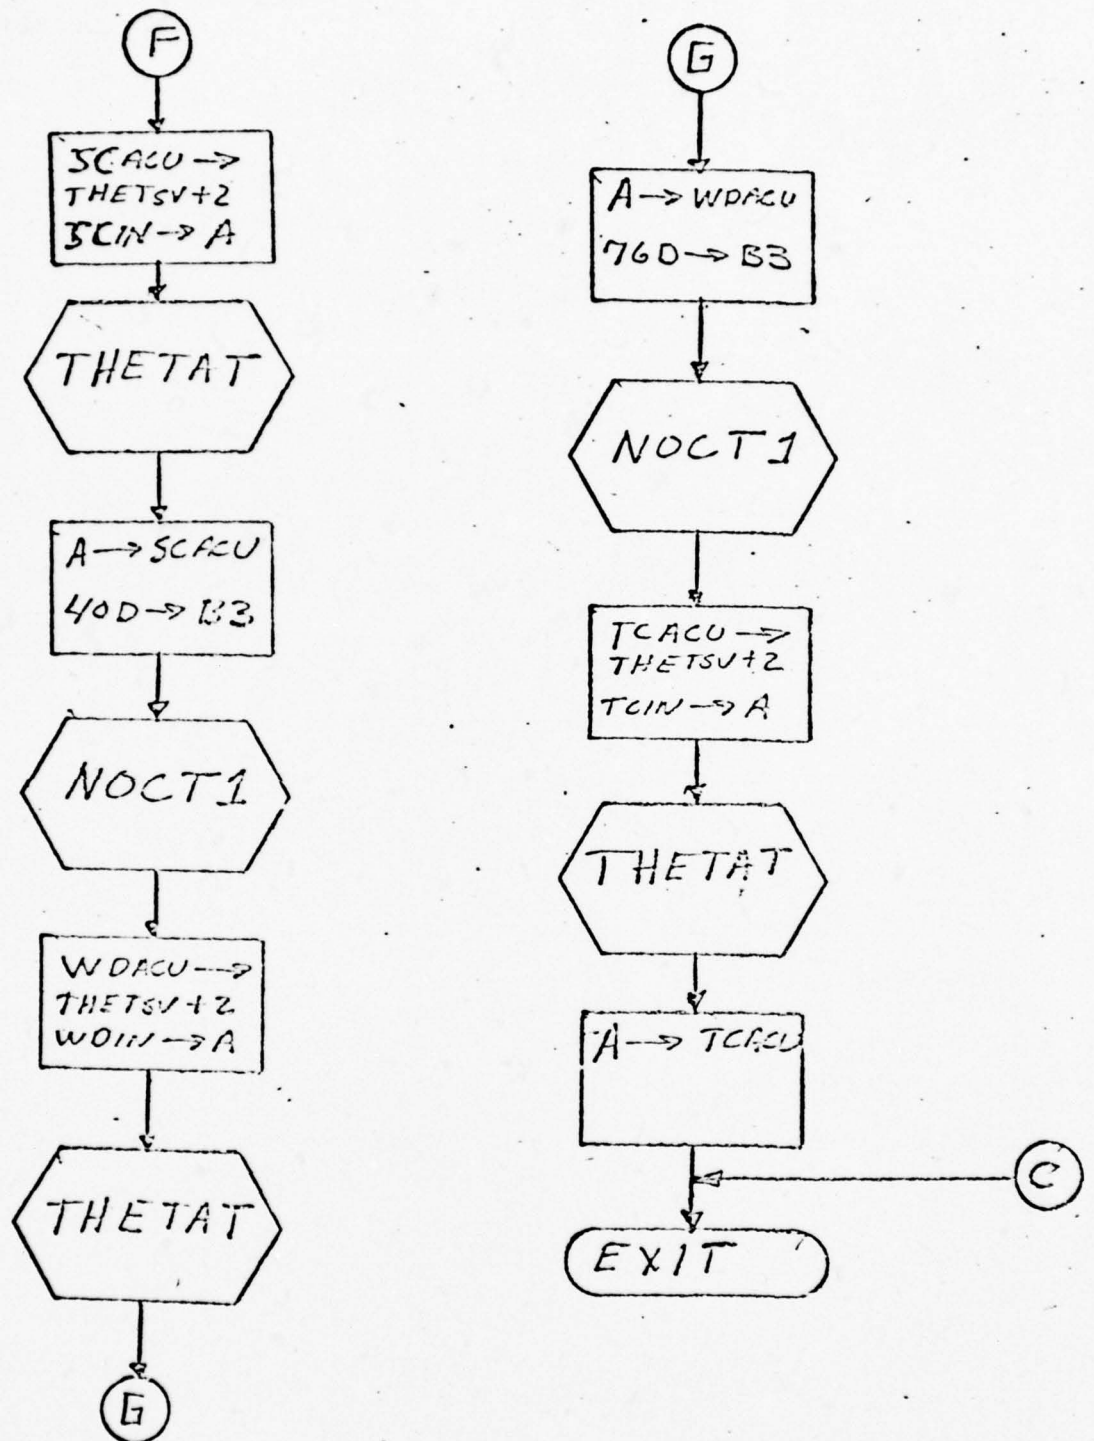 F
SCACU →
THETSV+2
SCIN → A
THETAT
A → SCACU
40D → B3
NOCT1
WDACU →
THETSV+2
WDIN → A
THETAT
G
G
A → WDACU
76D → B3
NOCT1
TCACU →
THETSV+2
TCIN → A
THETAT
A → TCACU
C
EXIT